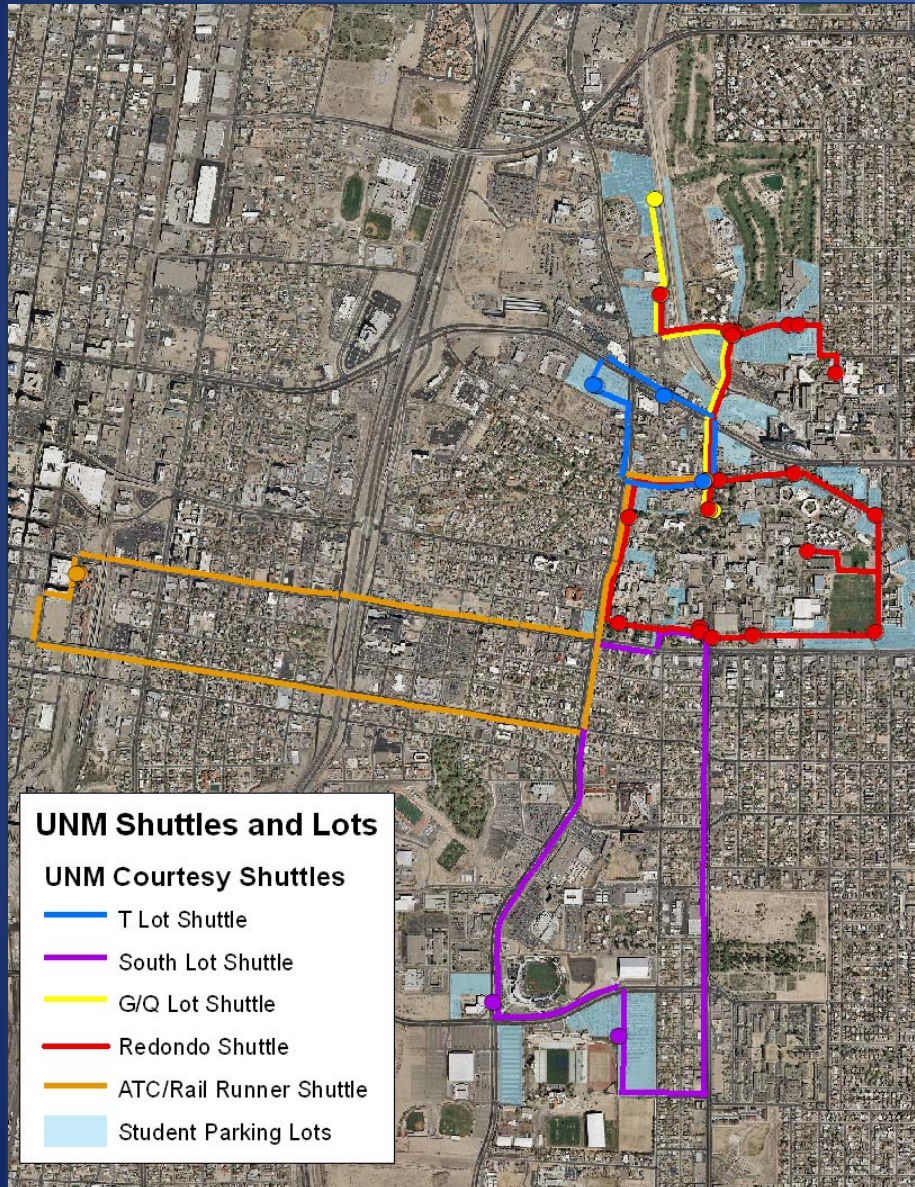 UNM Shuttles and Lots
UNM Courtesy Shuttles
T Lot Shuttle
South Lot Shuttle
G/Q Lot Shuttle
Redondo Shuttle
ATC/Rail Runner Shuttle
Student Parking Lots